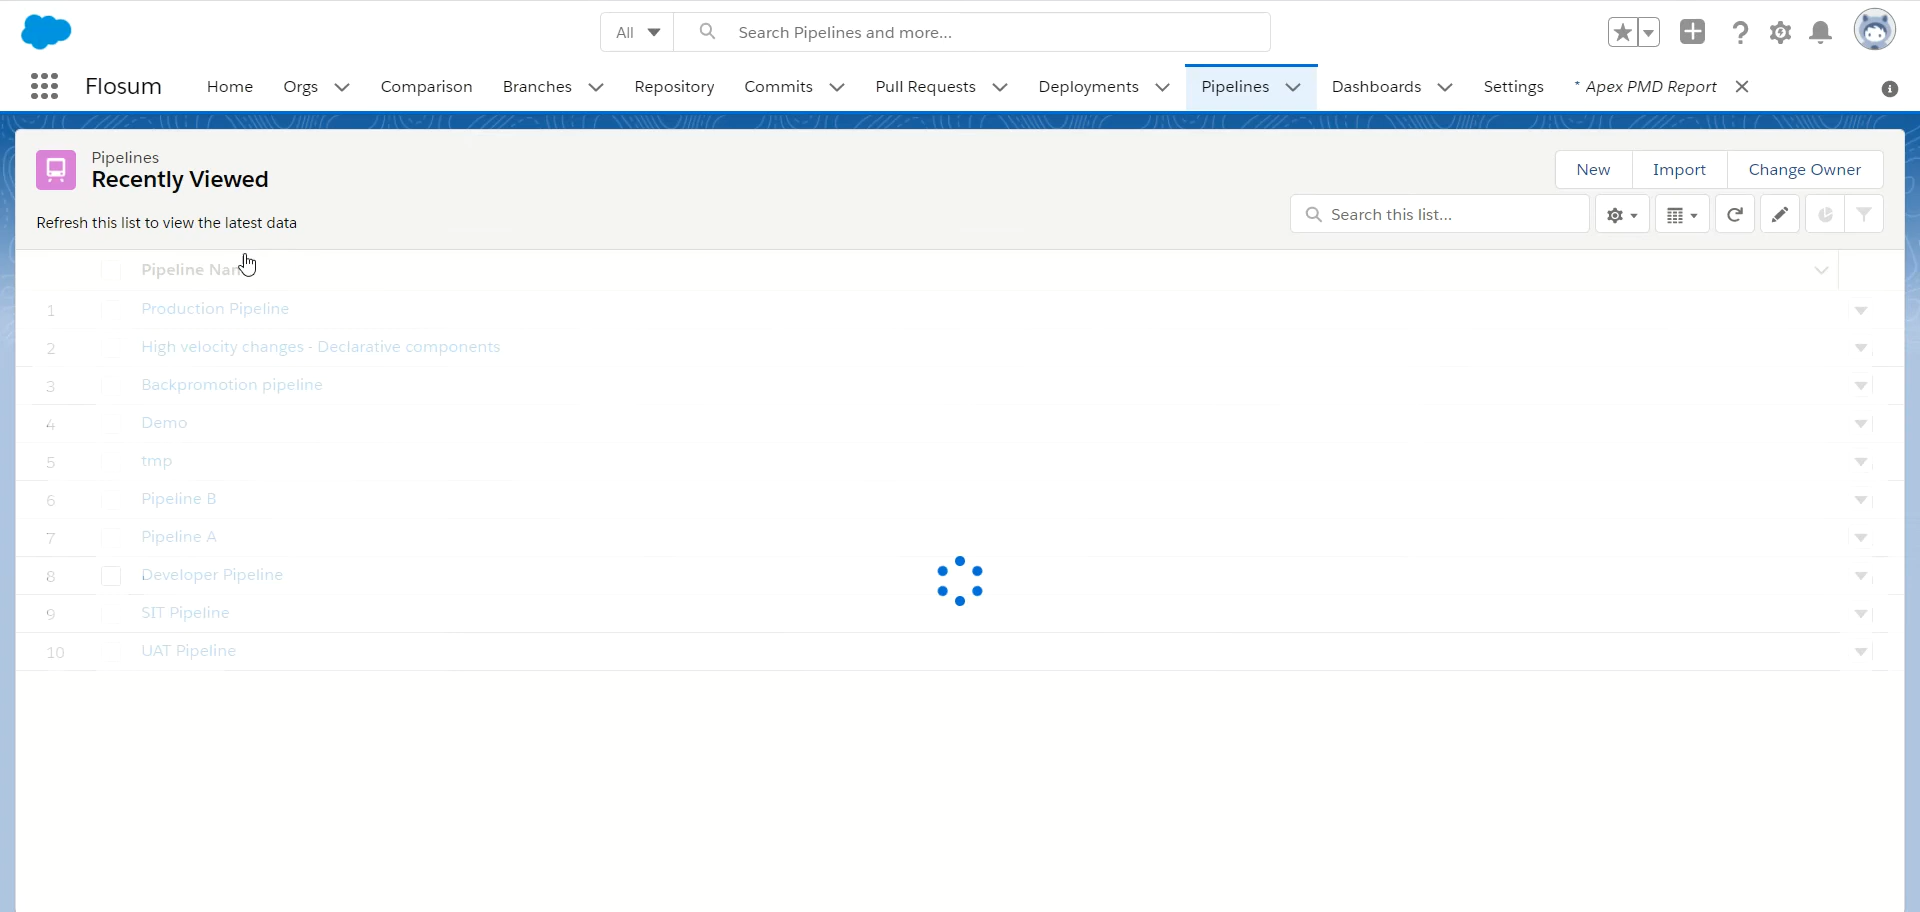 All
Search Pipelines and more...
Flosum
Home
Orgs
Comparison
Branches
Repository
Commits
Pull Requests
Deployments
Pipelines
Dashboards
Settings
* Apex PMD Report
Pipelines
Recently Viewed
New
Import
Change Owner
Refresh this list to view the latest data
Search this list...
Pipeline Nam
1 Production Pipeline
2 High velocity changes - Declarative components
3 Backpromotion pipeline
4 Demo
5 tmp
6 Pipeline B
7 Pipeline A
8 Developer Pipeline
9 SIT Pipeline
10 UAT Pipeline